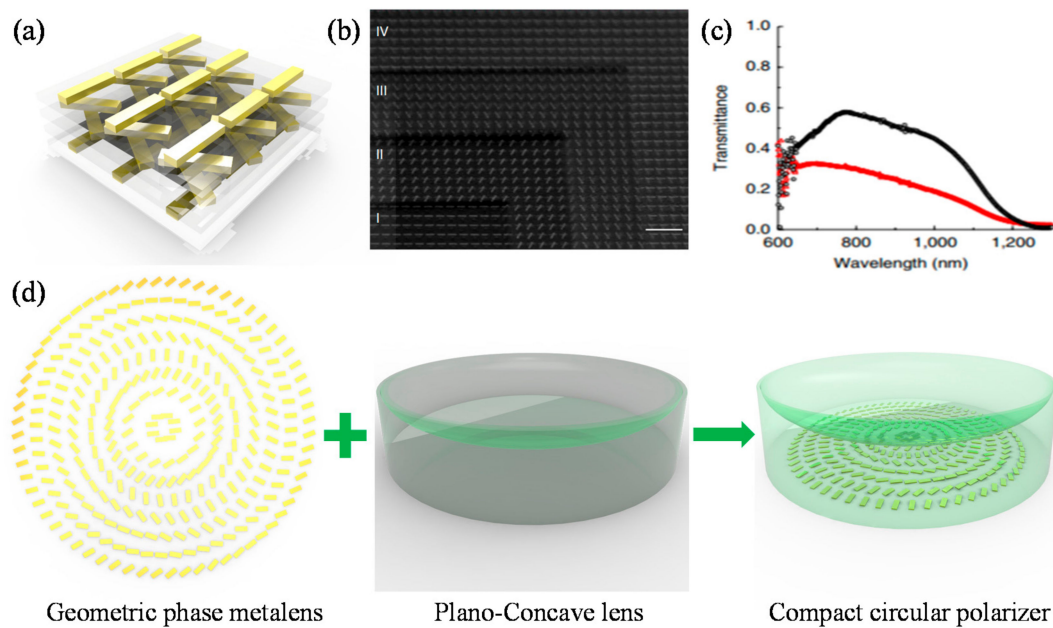 (a)
(b)
IV
III
II
I
(c)
1.0
0.8
0.6
0.4
0.2
0.0
Transmittance
600 800 1,000 1,200
Wavelength (nm)
(d)
Geometric phase metalens
Plano-Concave lens
Compact circular polarizer